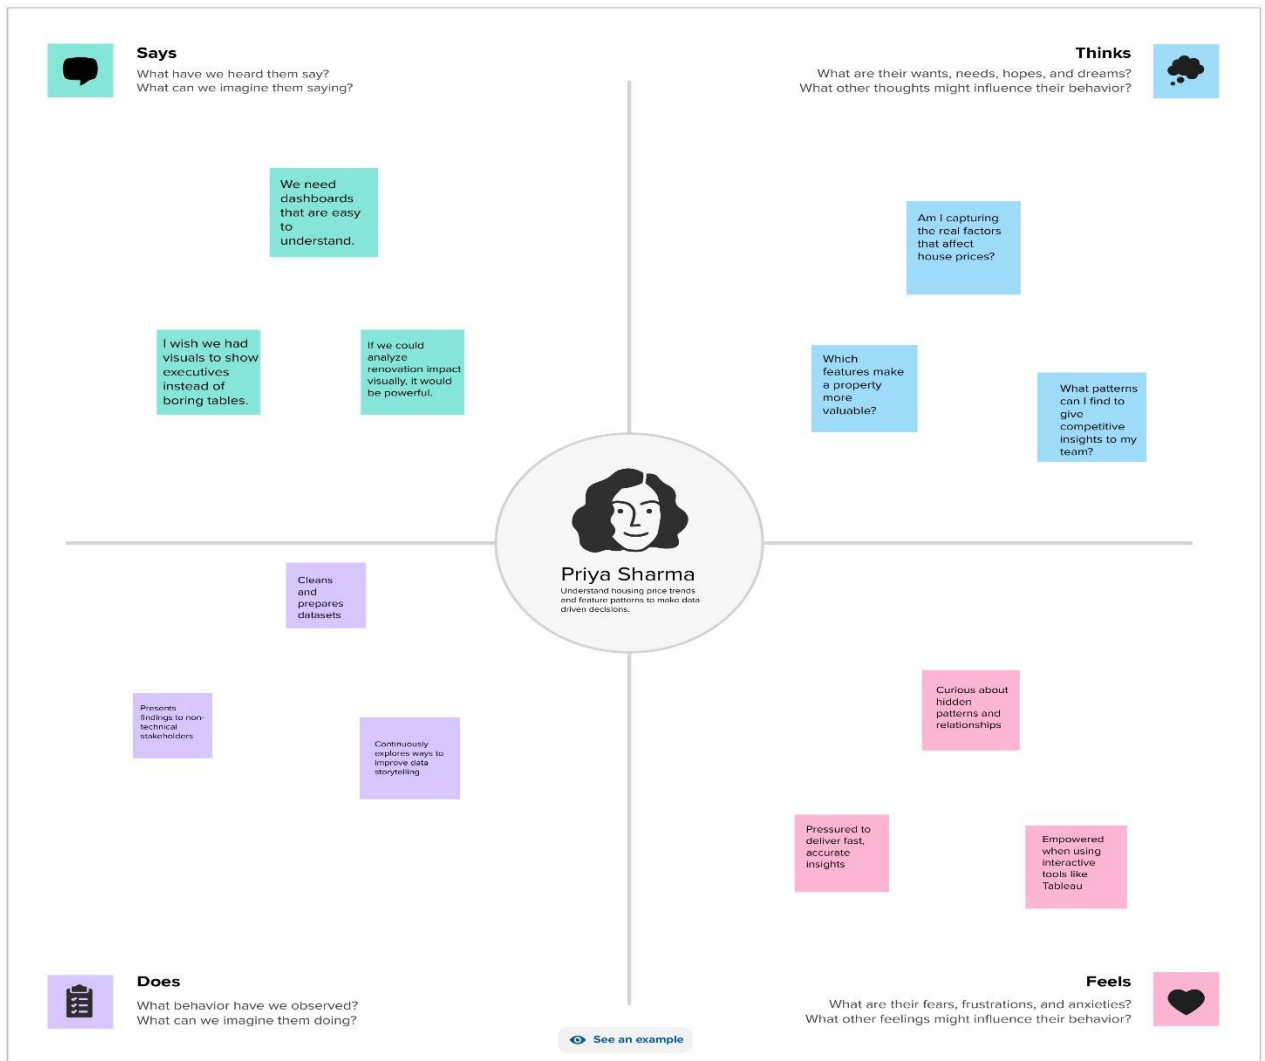 Says
What have we heard them say?
What can we imagine them saying?
Thinks
What are their wants, needs, hopes, and dreams?
What other thoughts might influence their behavior?
We need
dashboards
that are easy
to
understand.
I wish we had
visuals to show
executives
instead of
boring tables.
If we could
analyze
renovation impact
visually, it would
be powerful.
Am I capturing
the real factors
that affect
house prices?
Which
features make
a property
more
valuable?
What patterns
can I find to
give
competitive
insights to my
team?
Priya Sharma
Understand housing price trends
and feature patterns to make data-
driven decisions.
Cleans
and
prepares
datasets
Presents
findings to non-
technical
stakeholders
Continuously
explores ways to
improve data
storytelling
Curious about
hidden
patterns and
relationships
Pressured to
deliver fast,
accurate
insights
Empowered
when using
interactive
tools like
Tableau
Does
What behavior have we observed?
What can we imagine them doing?
Feels
What are their fears, frustrations, and anxieties?
What other feelings might influence their behavior?
See an example